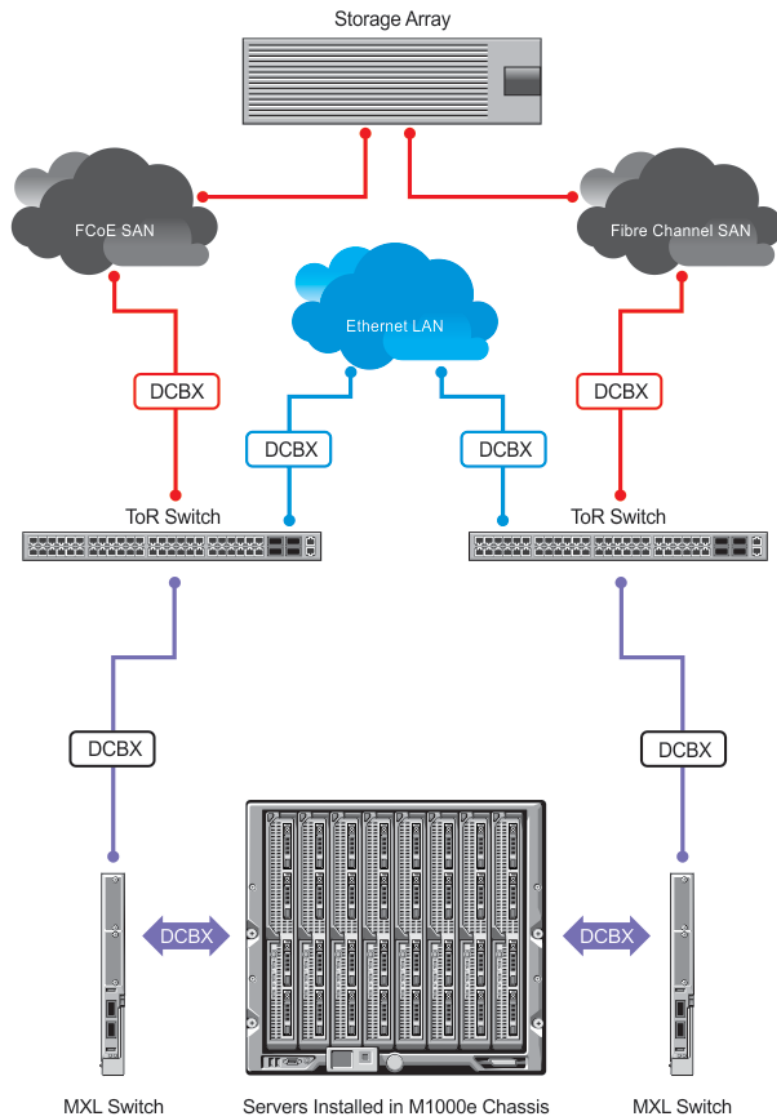 Storage Array
FCoE SAN
Fibre Channel SAN
Ethernet LAN
DCBX
DCBX
DCBX
DCBX
ToR Switch
ToR Switch
DCBX
DCBX
DCBX
DCBX
MXL Switch
Servers Installed in M1000e Chassis
MXL Switch